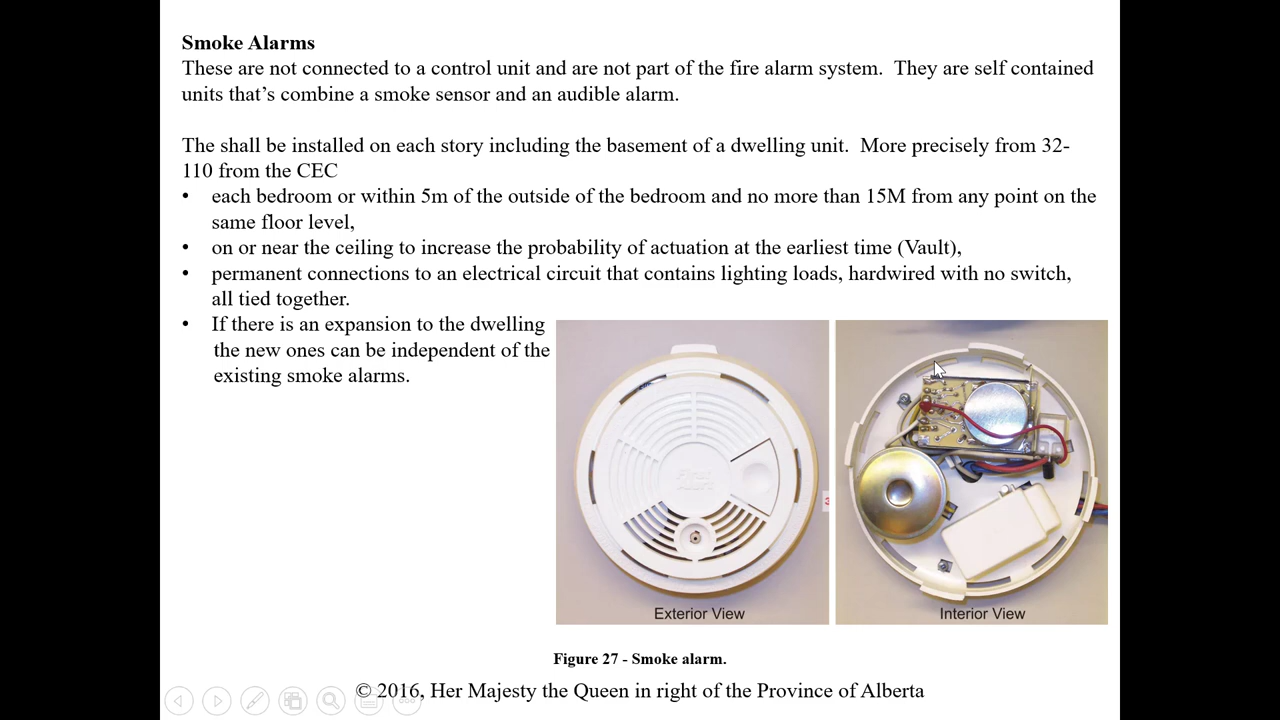 Smoke Alarms
These are not connected to a control unit and are not part of the fire alarm system.  They are self contained
units that’s combine a smoke sensor and an audible alarm.
The shall be installed on each story including the basement of a dwelling unit.  More precisely from 32-
110 from the CEC
• each bedroom or within 5m of the outside of the bedroom and no more than 15M from any point on the
same floor level,
• on or near the ceiling to increase the probability of actuation at the earliest time (Vault),
• permanent connections to an electrical circuit that contains lighting loads, hardwired with no switch,
all tied together.
• If there is an expansion to the dwelling
the new ones can be independent of the
existing smoke alarms.
Exterior View
Interior View
Figure 27 - Smoke alarm.
© 2016, Her Majesty the Queen in right of the Province of Alberta